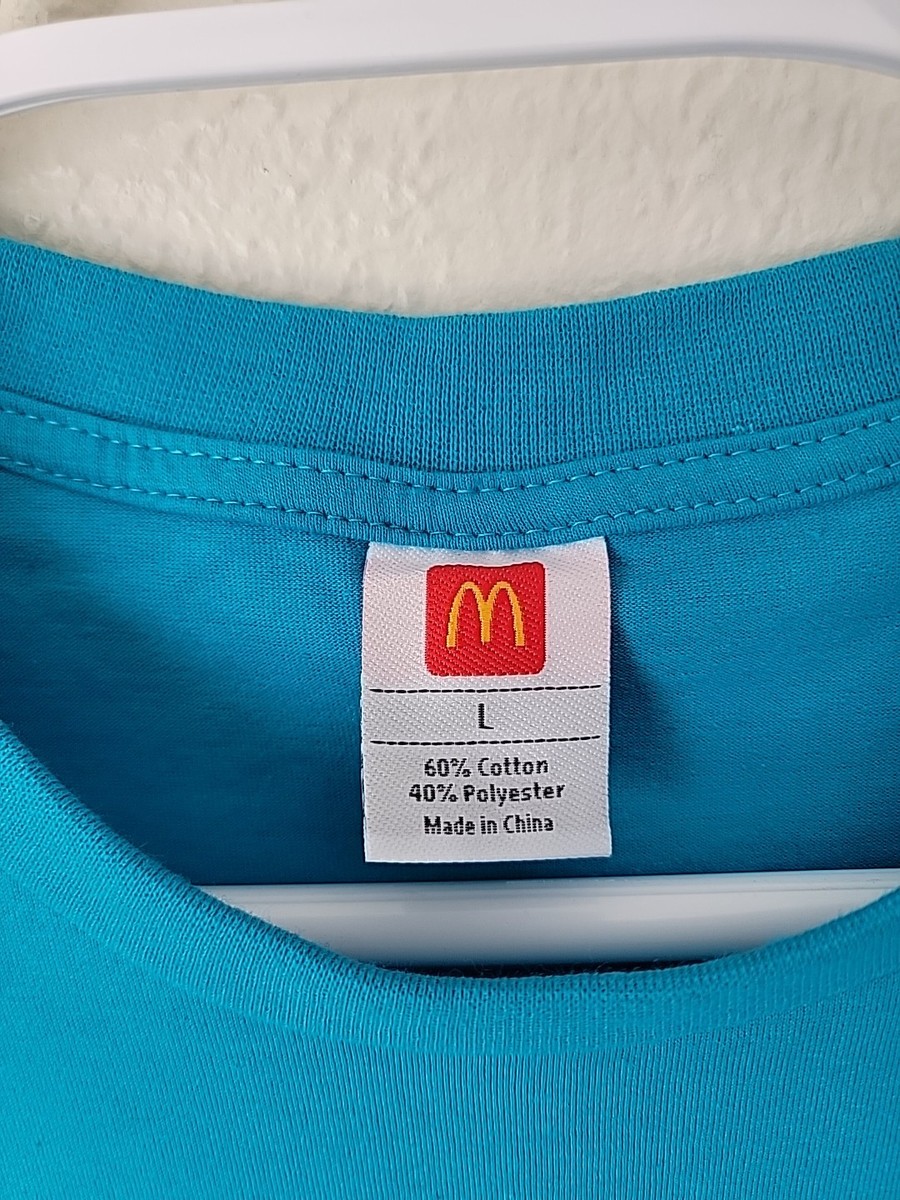 M
L
60% Cotton
40% Polyester
Made in China